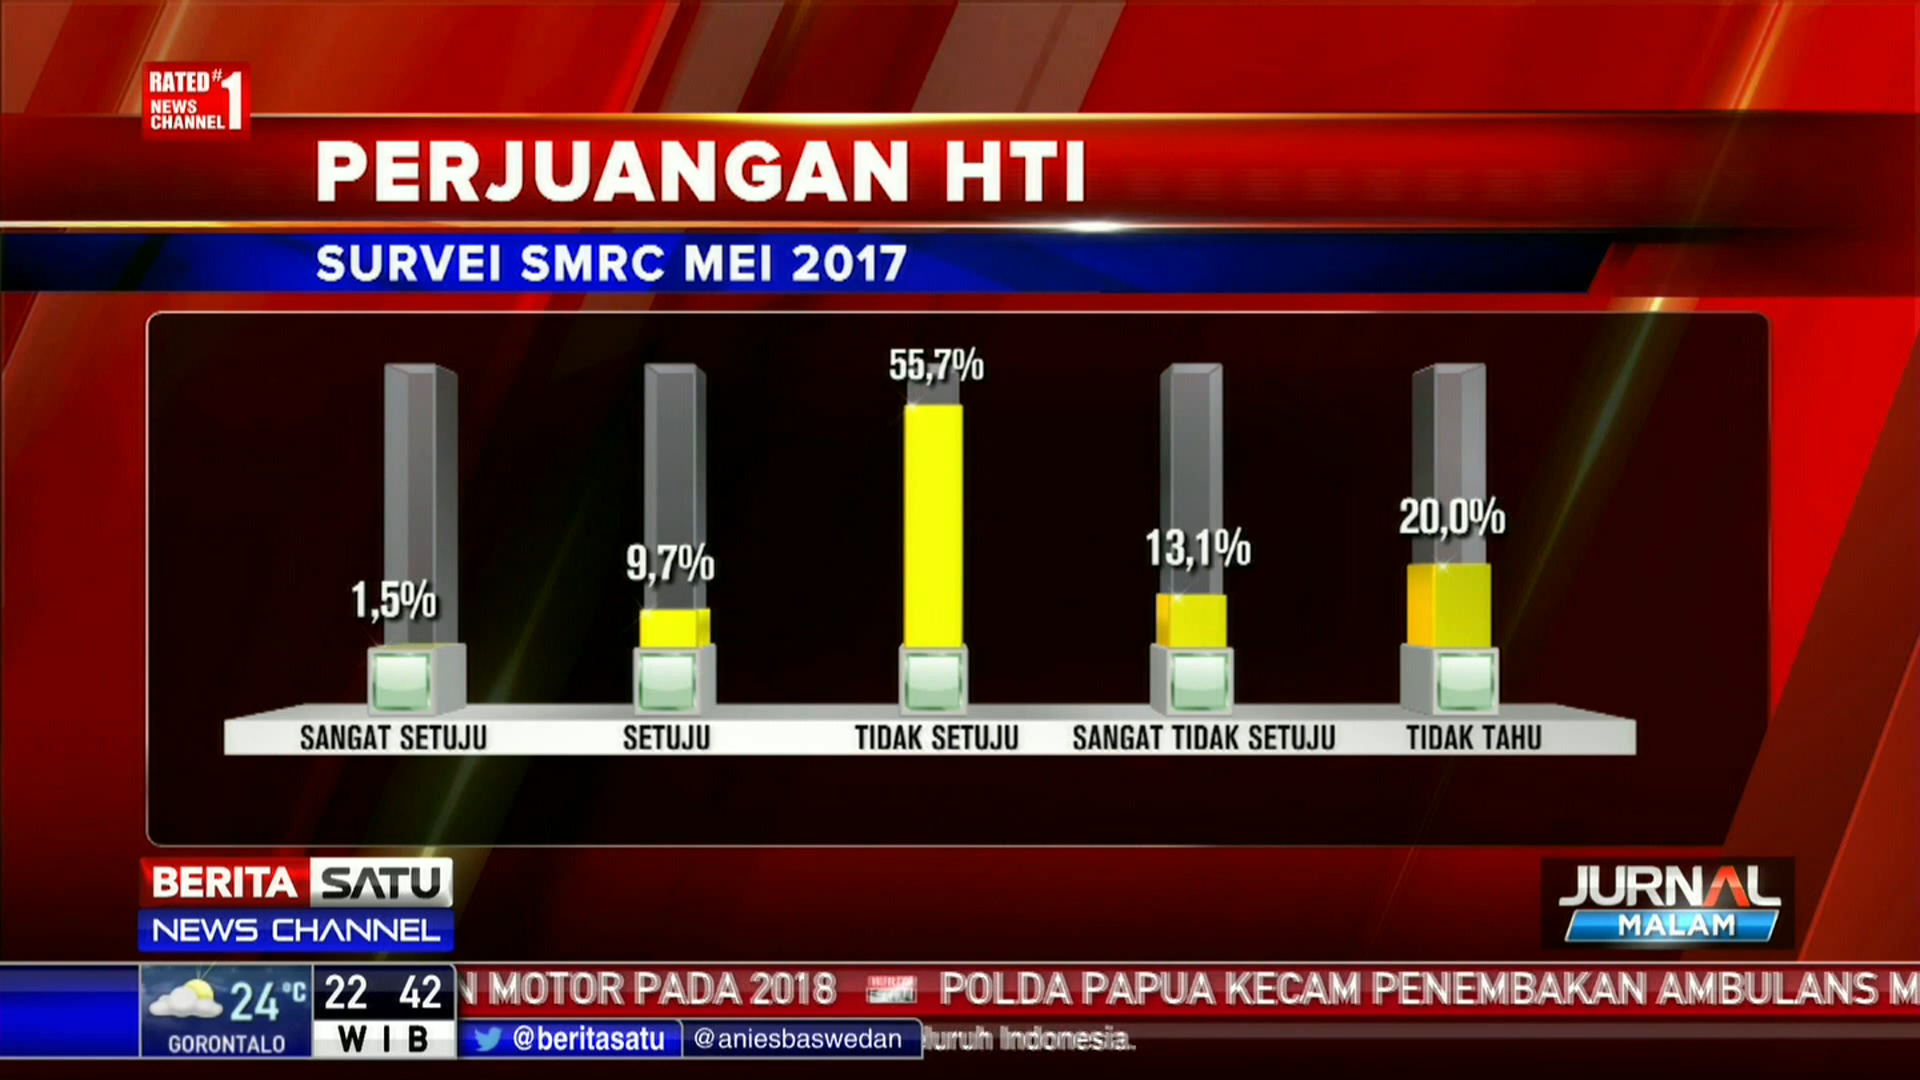 RATED #1
NEWS
CHANNEL
PERJUANGAN HTI
SURVEI SMRC MEI 2017
1,5%
9,7%
55,7%
13,1%
20,0%
SANGAT SETUJU
SETUJU
TIDAK SETUJU
SANGAT TIDAK SETUJU
TIDAK TAHU
BERITA SATU
NEWS CHANNEL
JURNAL
MALAM
24°C
GORONTALO
22 42
WIB
N MOTOR PADA 2018
POLDA PAPUA KECAM PENEMBAKAN AMBULANS M
@beritasatu
@aniesbaswedan
luruh Indonesia.